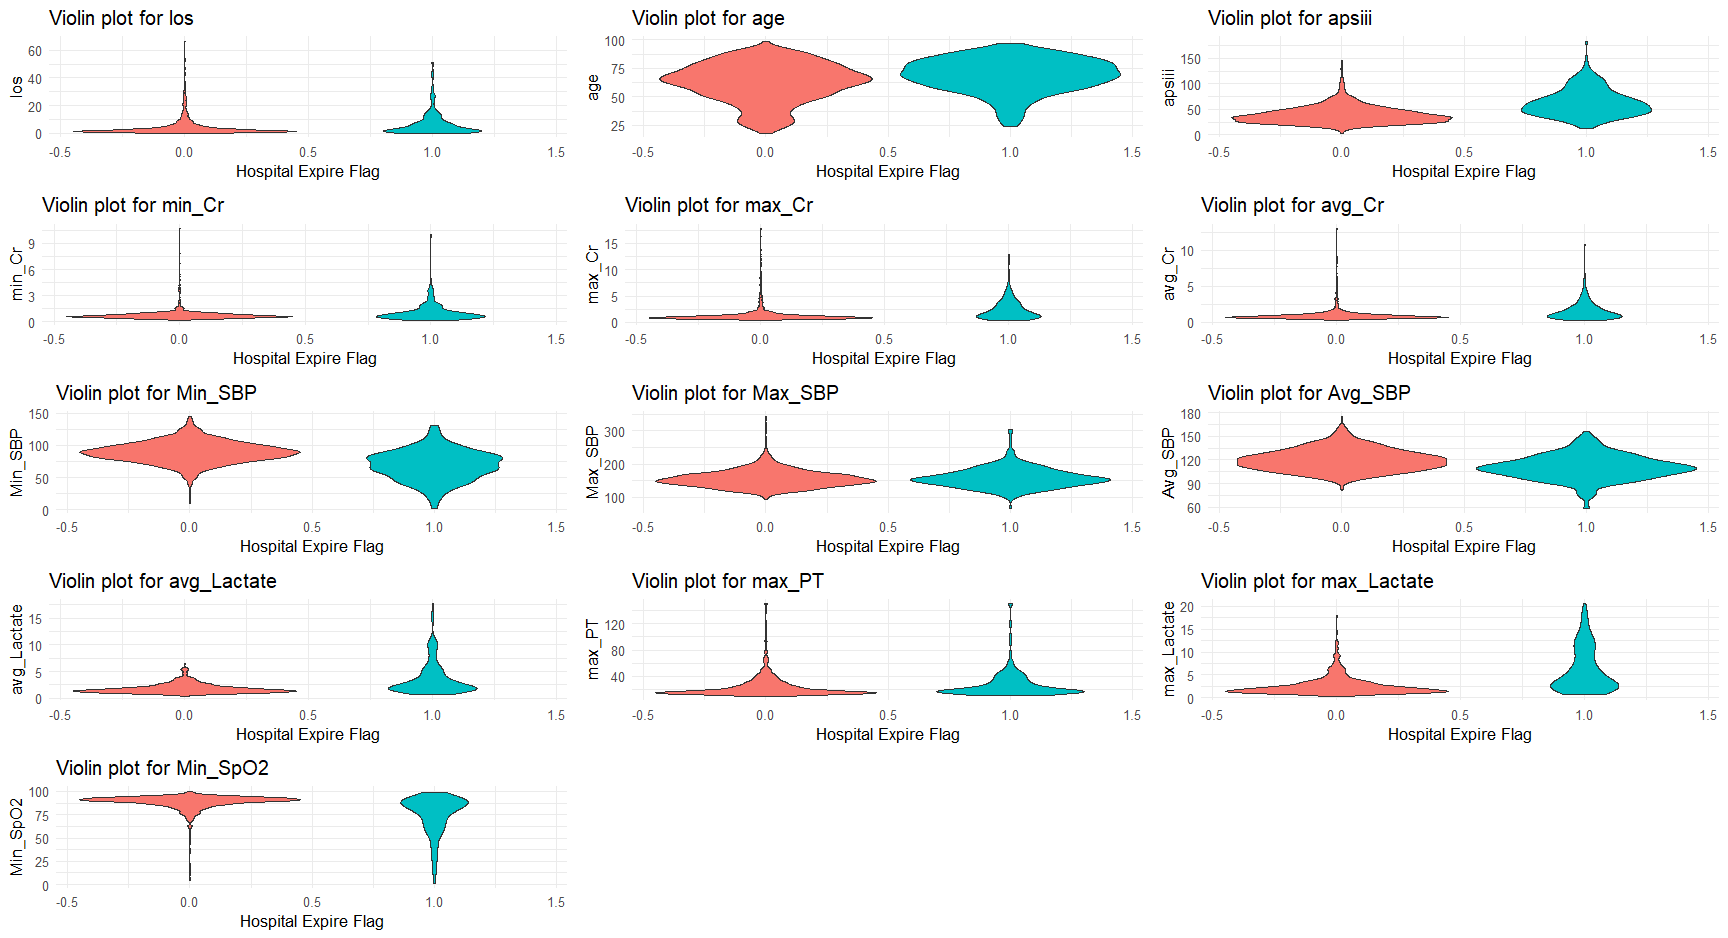 Violin plot for los
Violin plot for age
Violin plot for apsiii
los
60
40
20
0
-0.5 0.0 0.5 1.0 1.5
Hospital Expire Flag
age
100
75
50
25
-0.5 0.0 0.5 1.0 1.5
Hospital Expire Flag
apsiii
150
100
50
0
-0.5 0.0 0.5 1.0 1.5
Hospital Expire Flag
Violin plot for min_Cr
Violin plot for max_Cr
Violin plot for avg_Cr
min_Cr
9
6
3
0
-0.5 0.0 0.5 1.0 1.5
Hospital Expire Flag
max_Cr
15
10
5
0
-0.5 0.0 0.5 1.0 1.5
Hospital Expire Flag
avg_Cr
10
5
0
-0.5 0.0 0.5 1.0 1.5
Hospital Expire Flag
Violin plot for Min_SBP
Violin plot for Max_SBP
Violin plot for Avg_SBP
Min_SBP
150
100
50
0
-0.5 0.0 0.5 1.0 1.5
Hospital Expire Flag
Max_SBP
300
200
100
-0.5 0.0 0.5 1.0 1.5
Hospital Expire Flag
Avg_SBP
180
150
120
90
60
-0.5 0.0 0.5 1.0 1.5
Hospital Expire Flag
Violin plot for avg_Lactate
Violin plot for max_PT
Violin plot for max_Lactate
avg_Lactate
15
10
5
0
-0.5 0.0 0.5 1.0 1.5
Hospital Expire Flag
max_PT
120
80
40
-0.5 0.0 0.5 1.0 1.5
Hospital Expire Flag
max_Lactate
20
15
10
5
0
-0.5 0.0 0.5 1.0 1.5
Hospital Expire Flag
Violin plot for Min_SpO2
Min_SpO2
100
75
50
25
0
-0.5 0.0 0.5 1.0 1.5
Hospital Expire Flag